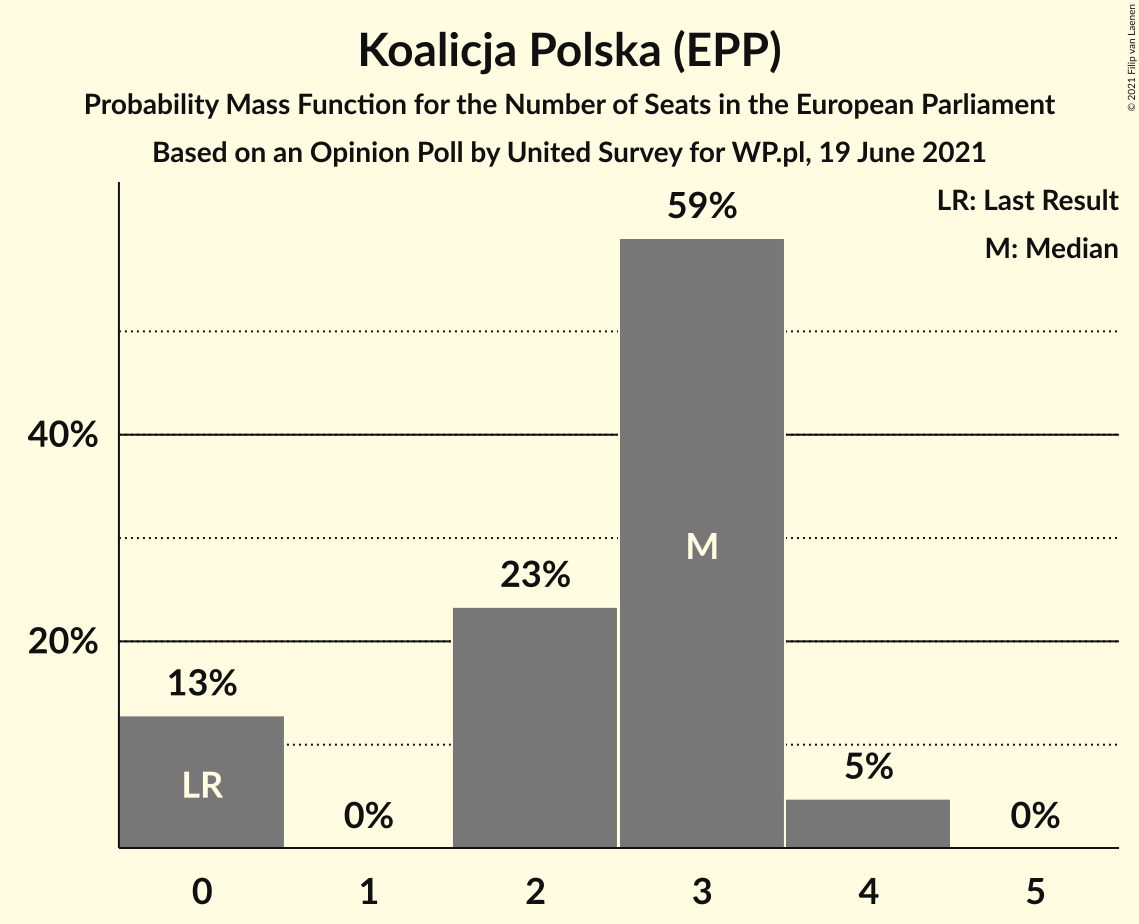 Koalicja Polska (EPP)
Probability Mass Function for the Number of Seats in the European Parliament
Based on an Opinion Poll by United Survey for WP.pl, 19 June 2021
© 2021 Filip van Laenen
LR: Last Result
M: Median
59%
40%
M
23%
20%
13%
5%
LR
0%
0%
0 1 2 3 4 5